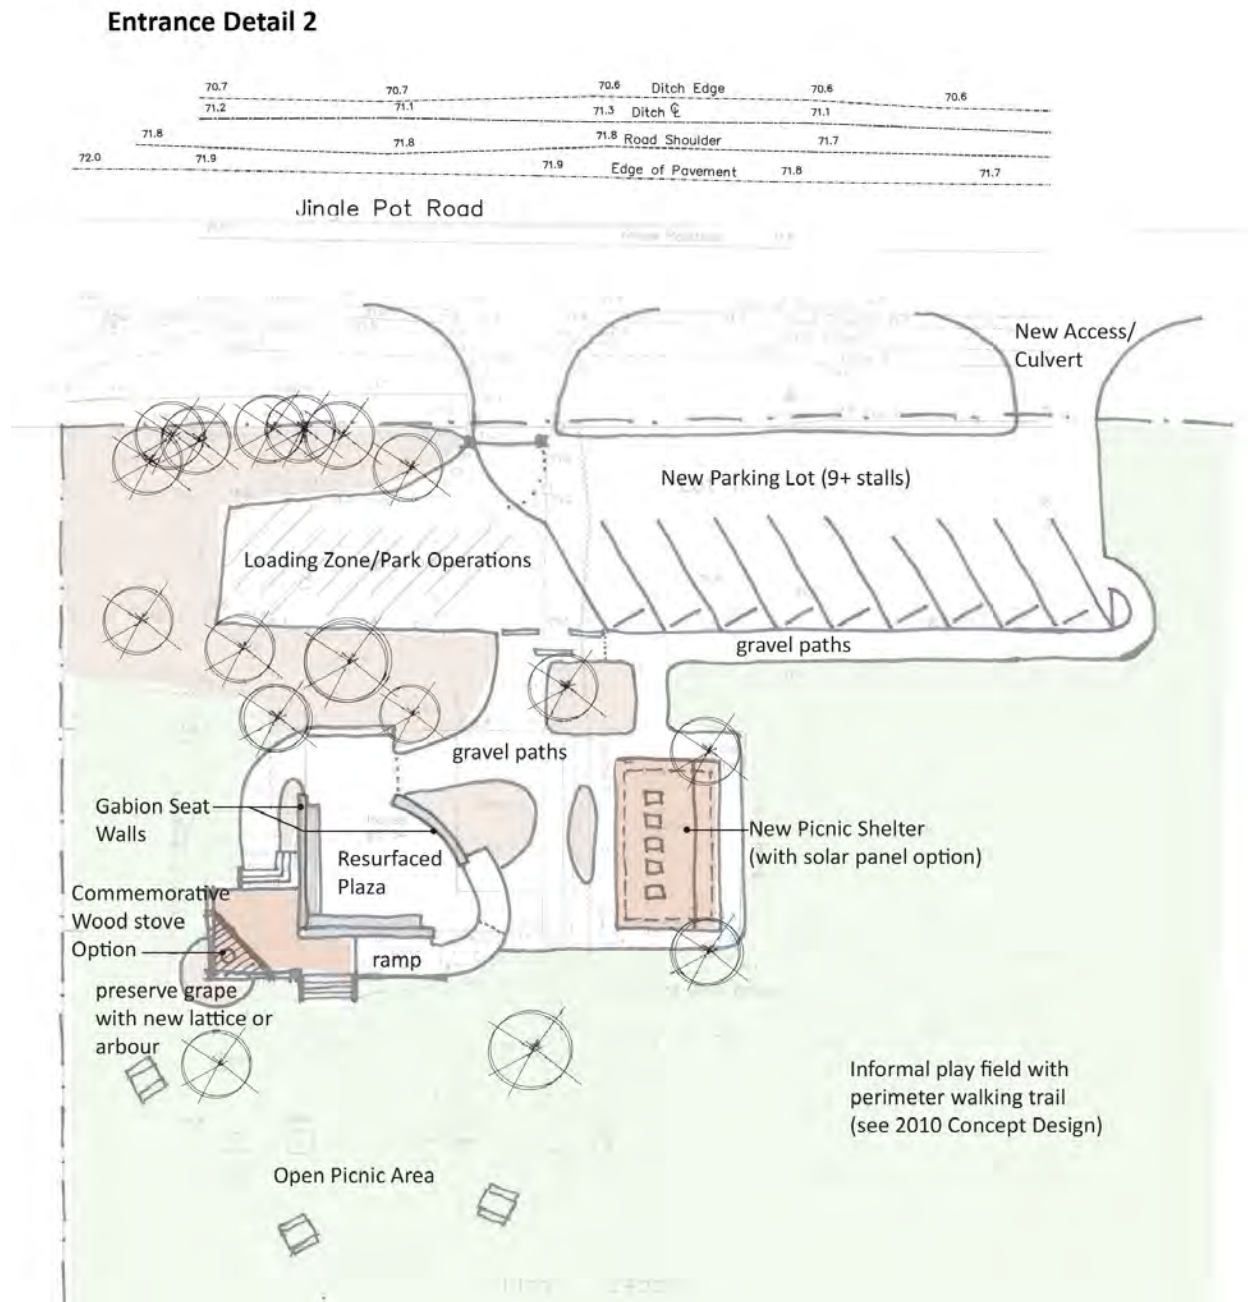 Entrance Detail 2
70.7 70.7 70.6 Ditch Edge 70.6 70.6
71.2 71.1 71.3 Ditch ℄ 71.1
71.8 71.8 71.8 Road Shoulder 71.7
72.0 71.9 71.9 Edge of Pavement 71.8 71.7
Jingle Pot Road
New Access/
Culvert
New Parking Lot (9+ stalls)
Loading Zone/Park Operations
gravel paths
gravel paths
Gabion Seat
Walls
New Picnic Shelter
(with solar panel option)
Resurfaced
Plaza
Commemorative
Wood stove
Option
ramp
preserve grape
with new lattice or
arbour
Informal play field with
perimeter walking trail
(see 2010 Concept Design)
Open Picnic Area